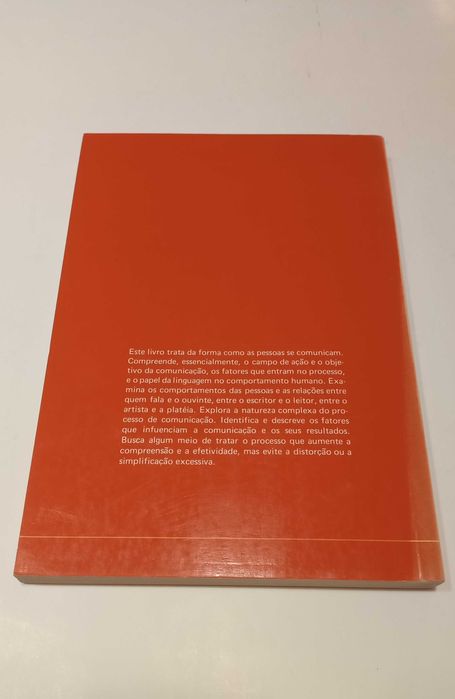 Este livro trata da forma como as pessoas se comunicam.
Compreende, essencialmente, o campo de ação e o obje-
tivo da comunicação, os fatores que entram no processo,
e o papel da linguagem no comportamento humano. Exa-
mina os comportamentos das pessoas e as relações entre
quem fala e o ouvinte, entre o escritor e o leitor, entre o
artista e a platéia. Explora a natureza complexa do pro-
cesso de comunicação. Identifica e descreve os fatores
que infuenciam a comunicação e os seus resultados.
Busca algum meio de tratar o processo que aumente a
compreensão e a efetividade, mas evite a distorção ou a
simplificação excessiva.